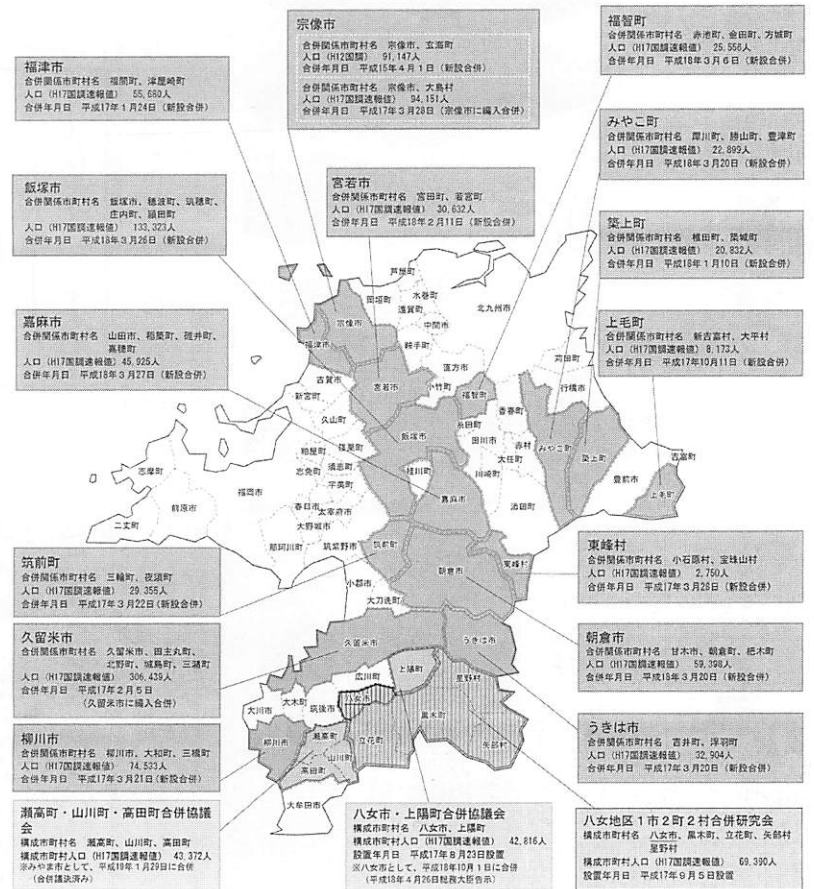 宗像市
合併関係市町村名　宗像市、玄海町
人口（H12国調）　91,147人
合併年月日　平成15年4月1日（新設合併）
合併関係市町村名　宗像市、大島村
人口（H17国調速報値）　94,151人
合併年月日　平成17年3月28日（宗像市に編入合併）
福智町
合併関係市町村名　赤池町、金田町、方城町
人口（H17国調速報値）　25,556人
合併年月日　平成18年3月6日（新設合併）
福津市
合併関係市町村名　福間町、津屋崎町
人口（H17国調速報値）　55,680人
合併年月日　平成17年1月24日（新設合併）
みやこ町
合併関係市町村名　犀川町、勝山町、豊津町
人口（H17国調速報値）　22,899人
合併年月日　平成18年3月20日（新設合併）
飯塚市
合併関係市町村名　飯塚市、穂波町、筑穂町、
庄内町、頴田町
人口（H17国調速報値）　133,323人
合併年月日　平成18年3月26日（新設合併）
宮若市
合併関係市町村名　宮田町、若宮町
人口（H17国調速報値）　30,632人
合併年月日　平成18年2月11日（新設合併）
築上町
合併関係市町村名　椎田町、築城町
人口（H17国調速報値）　20,832人
合併年月日　平成18年1月10日（新設合併）
嘉麻市
合併関係市町村名　山田市、稲築町、碓井町、
嘉穂町
人口（H17国調速報値）45,925人
合併年月日　平成18年3月27日（新設合併）
上毛町
合併関係市町村名　新吉富村、大平村
人口（H17国調速報値）8,173人
合併年月日　平成17年10月11日（新設合併）
芦屋町
岡垣町
水巻町
遠賀町
北九州市
宗像市
中間市
福津市
鞍手町
苅田町
直方市
古賀市
宮若市
小竹町
福智町
行橋市
新宮町
香春町
久山町
糸田町
飯塚市
田川市
赤村
みやこ町
築上町
吉富町
粕屋町
篠栗町
大任町
志摩町
志免町
須恵町
桂川町
川崎町
豊前市
福岡市
宇美町
嘉麻市
上毛町
前原市
春日市
太宰府市
添田町
二丈町
大野城市
那珂川町
筑紫野市
筑前町
東峰村
朝倉市
小郡市
大刀洗町
久留米市
うきは市
上陽町
星野村
広川町
大木町
大川市
筑後市
八女市
黒木町
柳川市
瀬高町
立花町
矢部村
山川町
高田町
大牟田市
東峰村
合併関係市町村名　小石原村、宝珠山村
人口（H17国調速報値）　2,750人
合併年月日　平成17年3月28日（新設合併）
筑前町
合併関係市町村名　三輪町、夜須町
人口（H17国調速報値）　29,355人
合併年月日　平成17年3月22日（新設合併）
朝倉市
合併関係市町村名　甘木市、朝倉町、杷木町
人口（H17国調速報値）　59,398人
合併年月日　平成18年3月20日（新設合併）
久留米市
合併関係市町村名　久留米市、田主丸町、
北野町、城島町、三潴町
人口（H17国調速報値）　306,439人
合併年月日　平成17年2月5日
（久留米市に編入合併）
うきは市
合併関係市町村名　吉井町、浮羽町
人口（H17国調速報値）　32,904人
合併年月日　平成17年3月20日（新設合併）
柳川市
合併関係市町村名　柳川市、大和町、三橋町
人口（H17国調速報値）　74,533人
合併年月日　平成17年3月21日（新設合併）
瀬高町・山川町・高田町合併協議
会
構成市町村名　瀬高町、山川町、高田町
構成市町村人口（H17国調速報値）　43,372人
※みやま市として、平成19年1月29日に合併
（合併議決済み）
八女市・上陽町合併協議会
構成市町村名　八女市、上陽町
構成市町村人口（H17国調速報値）　42,816人
設置年月日　平成17年8月23日設置
※八女市として、平成18年10月1日に合併
（平成18年4月26日総務大臣告示）
八女地区1市2町2村合併研究会
構成市町村名　八女市、黒木町、立花町、矢部村
星野村
構成市町村人口（H17国調速報値）　69,390人
設置年月日　平成17年9月5日設置